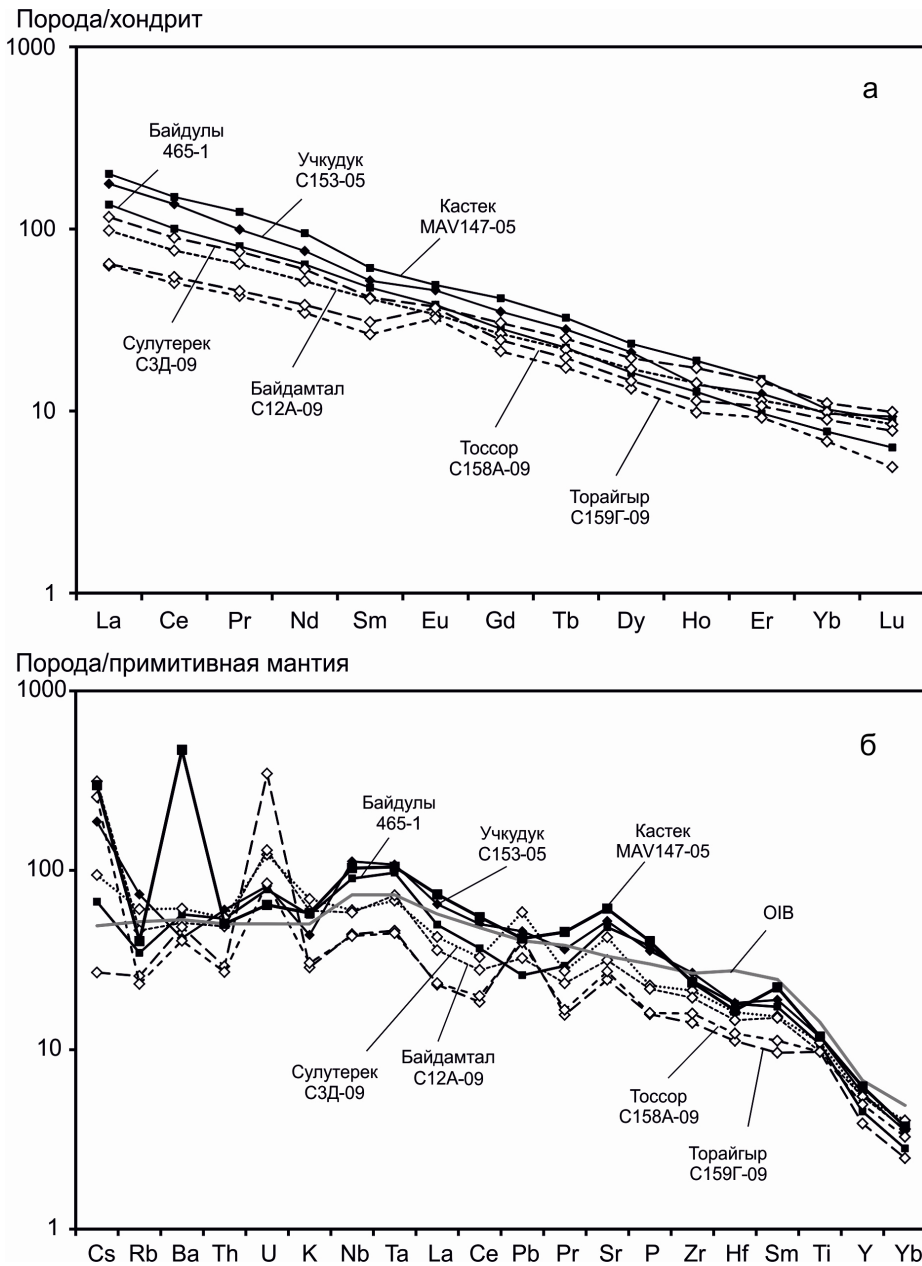 Порода/хондрит
1000
а
Байдулы
465-1
Учкудук
С153-05
Кастек
MAV147-05
100
Сулутерек
С3Д-09
Байдамтал
С12А-09
10
Тоссор
С158А-09
Торайгыр
С159Г-09
1
La Ce Pr Nd Sm Eu Gd Tb Dy Ho Er Yb Lu
Порода/примитивная мантия
1000
б
Байдулы
465-1
Учкудук
С153-05
Кастек
MAV147-05
100
OIB
10
Сулутерек
С3Д-09
Байдамтал
С12А-09
Тоссор
С158А-09
Торайгыр
С159Г-09
1
Cs Rb Ba Th U K Nb Ta La Ce Pb Pr Sr P Zr Hf Sm Ti Y Yb